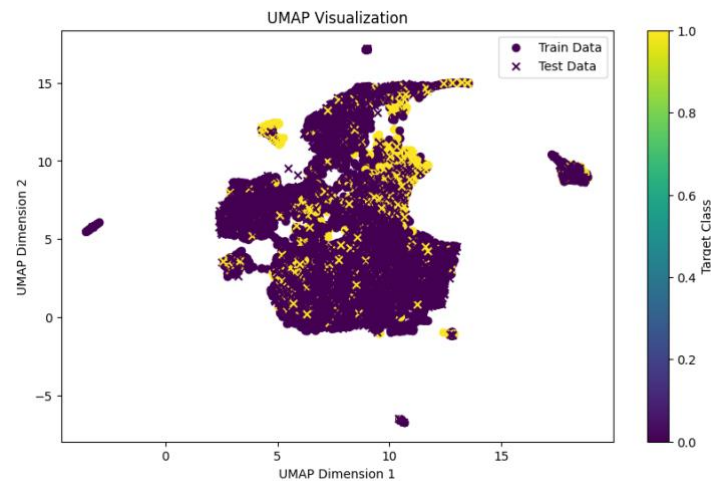 UMAP Visualization
Train Data
Test Data
15
10
5
0
−5
UMAP Dimension 2
0
5
10
15
UMAP Dimension 1
1.0
0.8
0.6
0.4
0.2
0.0
Target Class